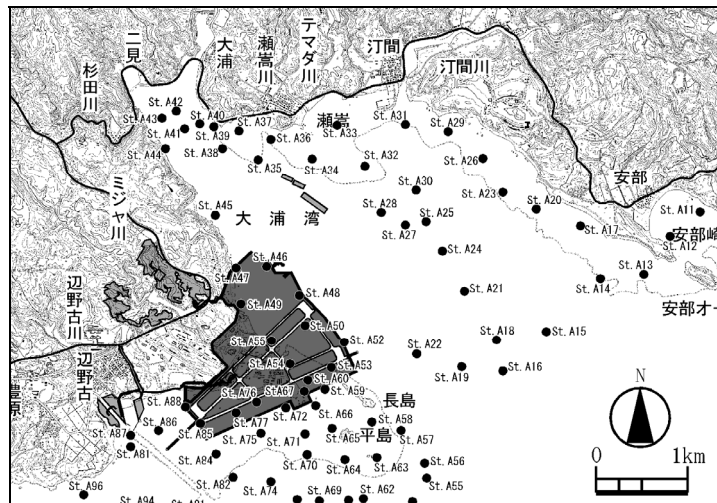 杉田川
二見
大浦
瀬嵩川
テマダ川
汀間
汀間川
St. A42
St. A43
St. A40
St. A41
St. A39
St. A37
St. A44
St. A38
St. A36
瀬嵩
St. A33
St. A31
St. A29
St. A35
St. A34
St. A32
St. A26
St. A30
St. A23
St. A28
St. A25
St. A27
St. A20
St. A17
安部
St. A11
St. A12
安部崎
ミジャ川
St. A45
大浦湾
St. A24
St. A14
St. A13
安部オー
St. A46
St. A47
St. A48
St. A49
St. A21
辺野古川
St. A50
St. A52
St. A55
St. A18
St. A15
St. A22
St. A54
St. A53
St. A19
St. A16
辺野古
豊原
St. A60
St. A59
St. A76
St. A67
St. A88
長島
St. A86
St. A77
St. A72
St. A66
St. A58
St. A87
St. A85
St. A75
St. A71
St. A65
平島
St. A57
St. A81
St. A84
St. A70
St. A64
St. A63
St. A56
St. A82
St. A74
St. A55
St. A96
St. A94
St. A69
St. A62
N
0 1km